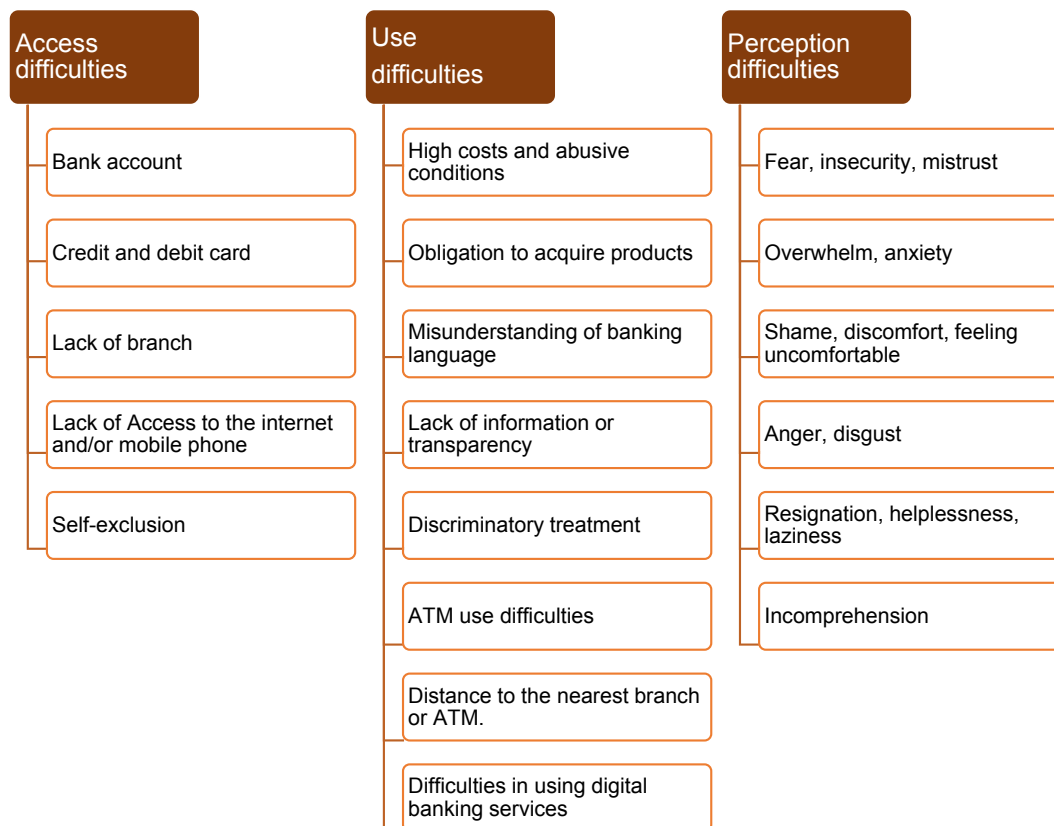 Access
difficulties
Bank account
Credit and debit card
Lack of branch
Lack of Access to the internet
and/or mobile phone
Self-exclusion
Use
difficulties
High costs and abusive
conditions
Obligation to acquire products
Misunderstanding of banking
language
Lack of information or
transparency
Discriminatory treatment
ATM use difficulties
Distance to the nearest branch
or ATM.
Difficulties in using digital
banking services
Perception
difficulties
Fear, insecurity, mistrust
Overwhelm, anxiety
Shame, discomfort, feeling
uncomfortable
Anger, disgust
Resignation, helplessness,
laziness
Incomprehension